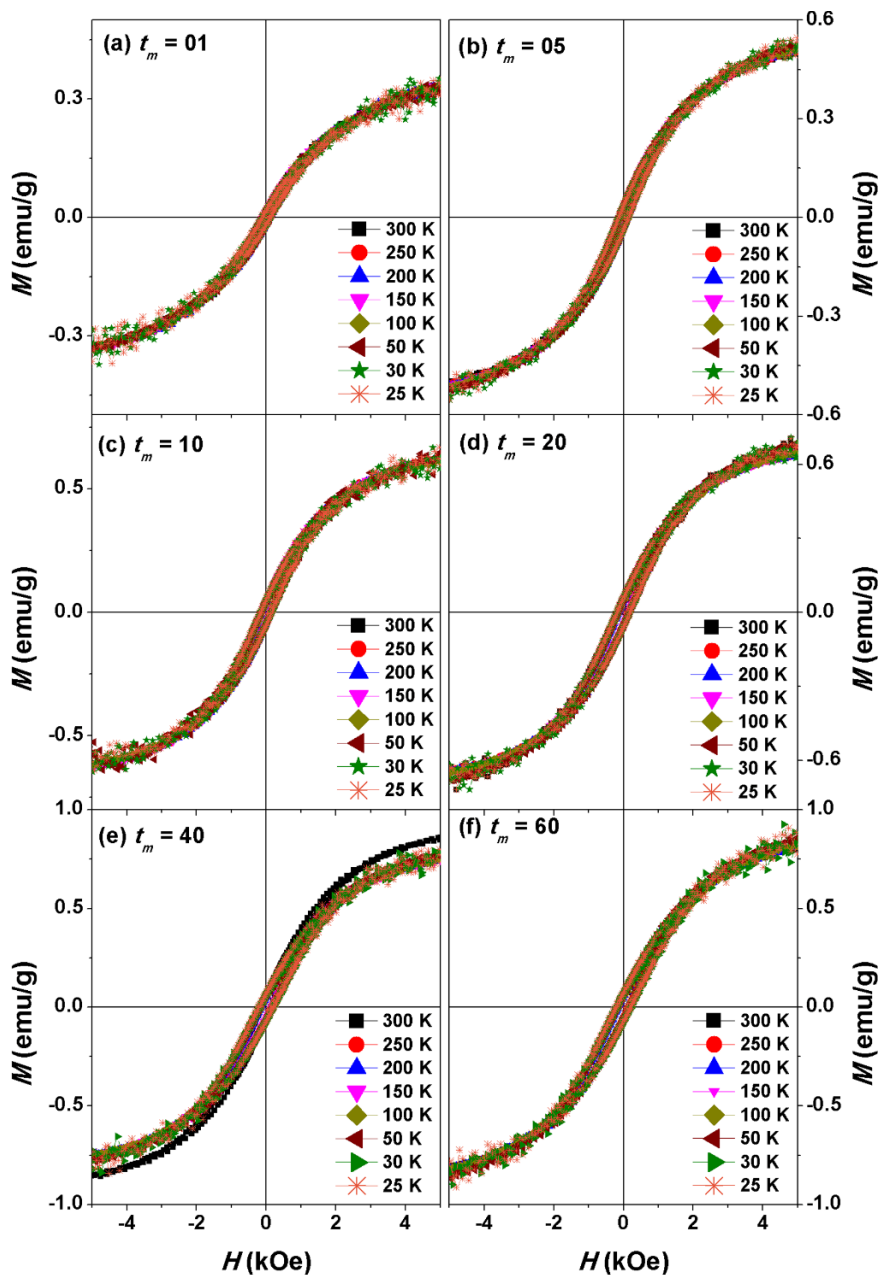 (a) t_m = 01
0.3
0.0
-0.3
M (emu/g)
300 K
250 K
200 K
150 K
100 K
50 K
30 K
25 K
(b) t_m = 05
0.6
0.3
0.0
-0.3
-0.6
M (emu/g)
300 K
250 K
200 K
150 K
100 K
50 K
30 K
25 K
(c) t_m = 10
0.5
0.0
-0.5
M (emu/g)
300 K
250 K
200 K
150 K
100 K
50 K
30 K
25 K
(d) t_m = 20
0.6
0.0
-0.6
M (emu/g)
300 K
250 K
200 K
150 K
100 K
50 K
30 K
25 K
(e) t_m = 40
1.0
0.5
0.0
-0.5
-1.0
M (emu/g)
300 K
250 K
200 K
150 K
100 K
50 K
30 K
25 K
-4 -2 0 2 4
H (kOe)
(f) t_m = 60
1.0
0.5
0.0
-0.5
-1.0
M (emu/g)
300 K
250 K
200 K
150 K
100 K
50 K
30 K
25 K
-4 -2 0 2 4
H (kOe)